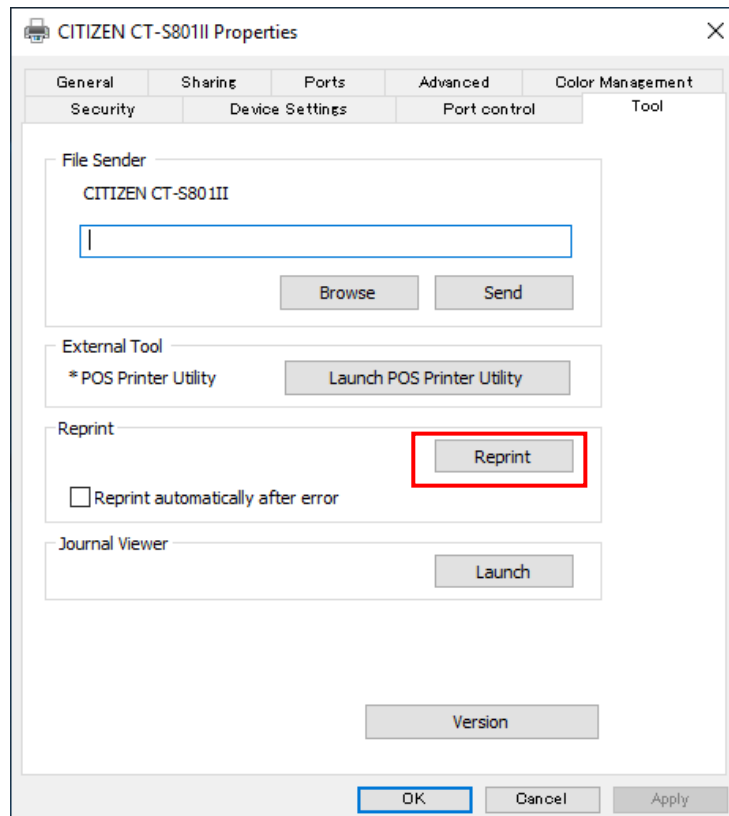 CITIZEN CT-S801II Properties
General Sharing Ports Advanced Color Management
Security Device Settings Port control Tool
File Sender
CITIZEN CT-S801II
Browse Send
External Tool
* POS Printer Utility Launch POS Printer Utility
Reprint
Reprint
Reprint automatically after error
Journal Viewer
Launch
Version
OK Cancel Apply